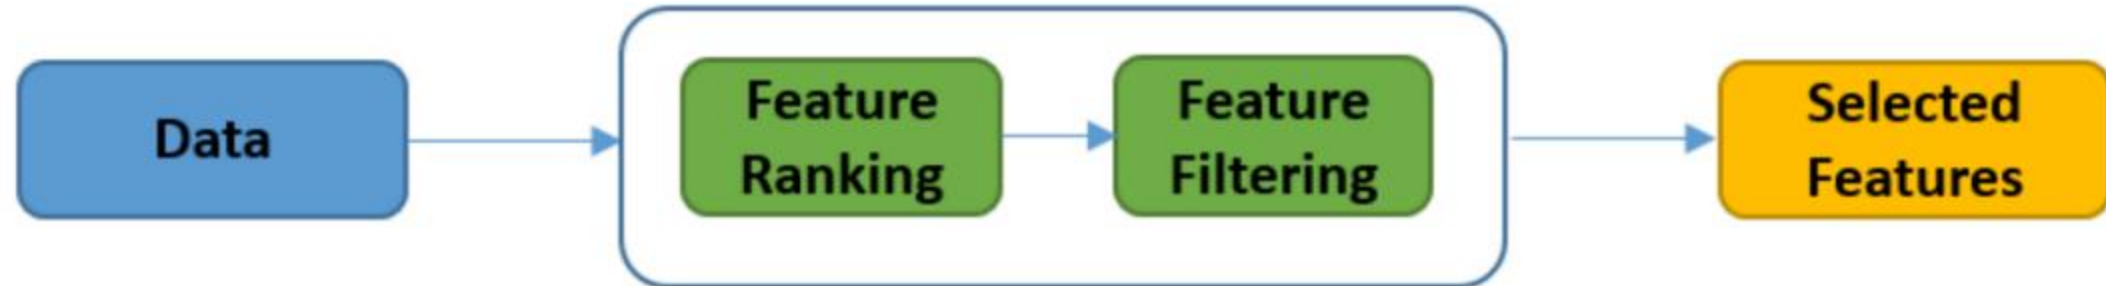 Data
Feature
Ranking
Feature
Filtering
Selected
Features